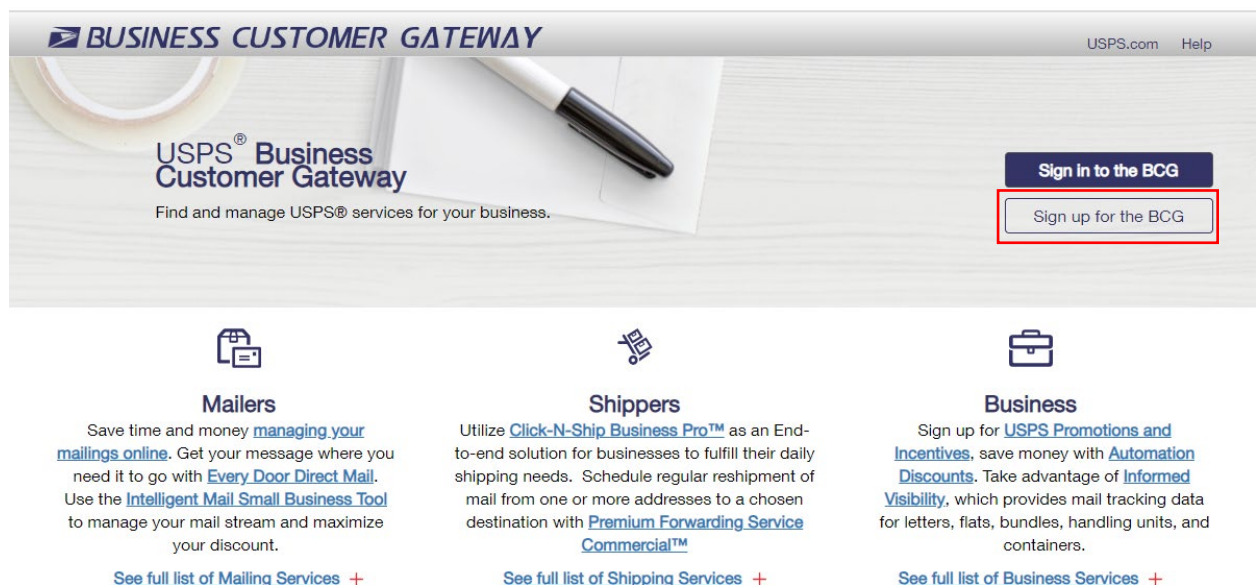 BUSINESS CUSTOMER GATEWAY
USPS.com Help
USPS® Business
Customer Gateway
Find and manage USPS® services for your business.
Sign in to the BCG
Sign up for the BCG
Mailers
Save time and money managing your
mailings online. Get your message where you
need it to go with Every Door Direct Mail.
Use the Intelligent Mail Small Business Tool
to manage your mail stream and maximize
your discount.
See full list of Mailing Services +
Shippers
Utilize Click-N-Ship Business Pro™ as an End-
to-end solution for businesses to fulfill their daily
shipping needs. Schedule regular reshipment of
mail from one or more addresses to a chosen
destination with Premium Forwarding Service
Commercial™
See full list of Shipping Services +
Business
Sign up for USPS Promotions and
Incentives, save money with Automation
Discounts. Take advantage of Informed
Visibility, which provides mail tracking data
for letters, flats, bundles, handling units, and
containers.
See full list of Business Services +